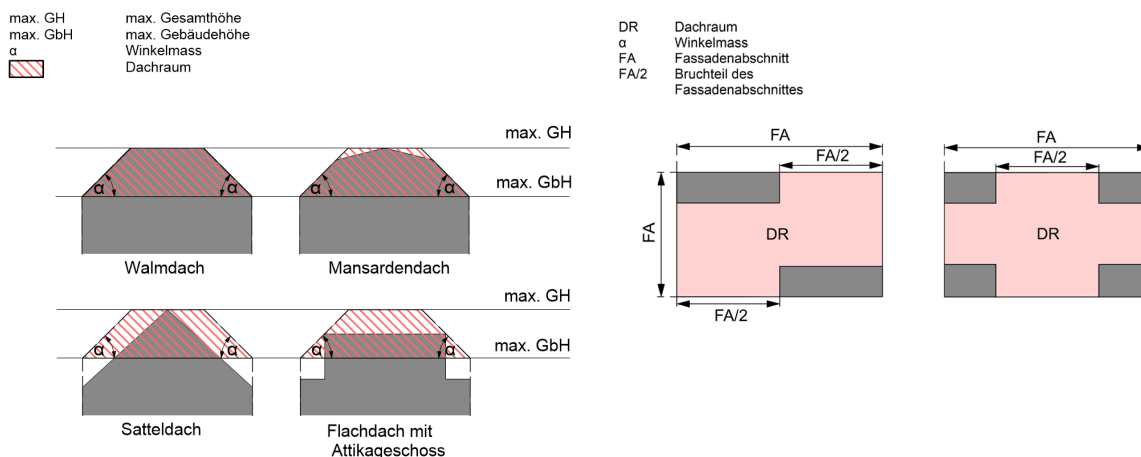 max. GH max. Gesamthöhe
max. GbH max. Gebäudehöhe
α Winkelmass
Dachraum
max. GH
α α α α
max. GbH
Walmdach Mansardendach
max. GH
α α α α
max. GbH
Satteldach Flachdach mit
Attikageschoss
DR Dachraum
α Winkelmass
FA Fassadenabschnitt
FA/2 Bruchteil des
Fassadenabschnittes
FA FA
FA/2 FA/2
FA DR DR
FA/2